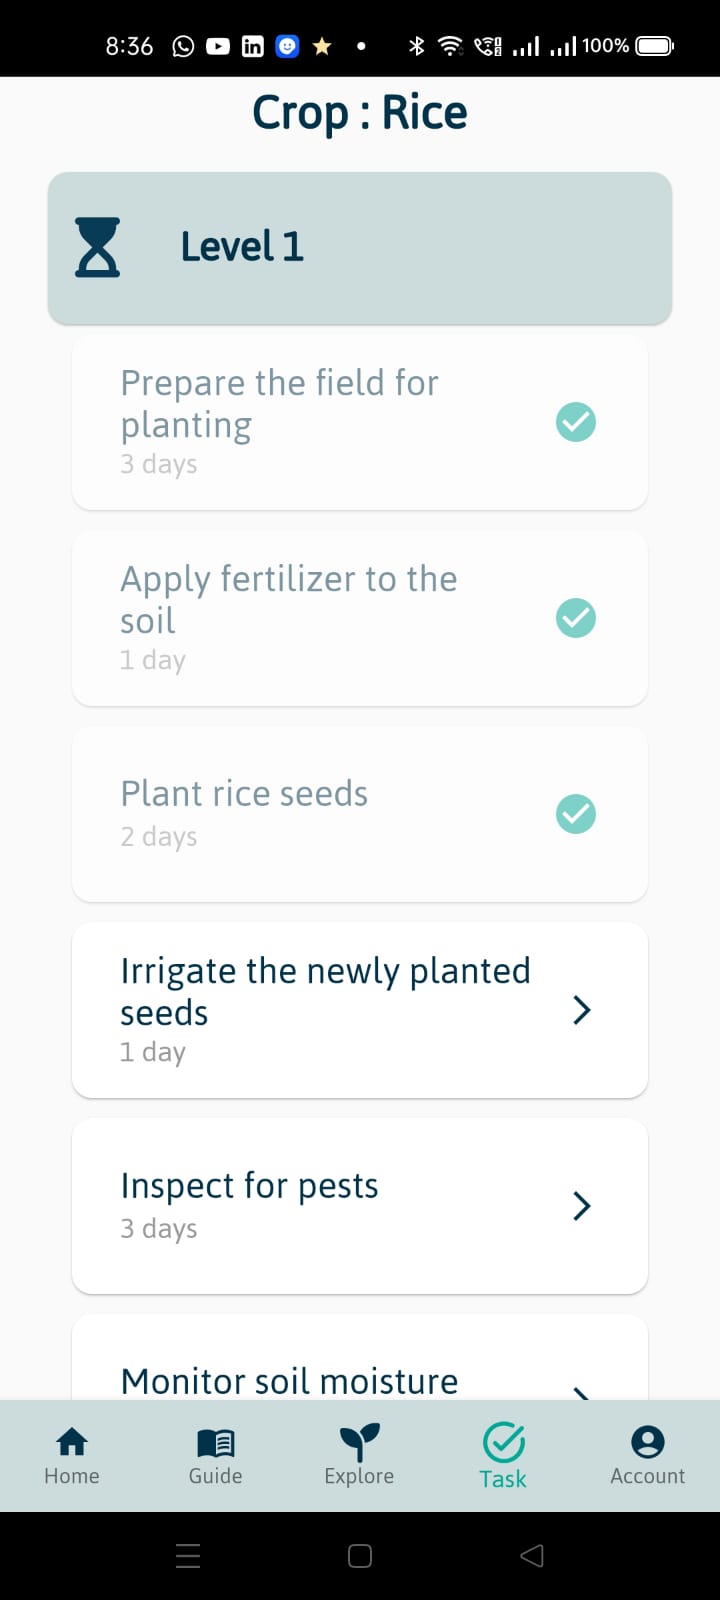 8:36
100%
Crop : Rice
Level 1
Prepare the field for
planting
3 days
Apply fertilizer to the
soil
1 day
Plant rice seeds
2 days
Irrigate the newly planted
seeds
1 day
Inspect for pests
3 days
Monitor soil moisture
Home
Guide
Explore
Task
Account